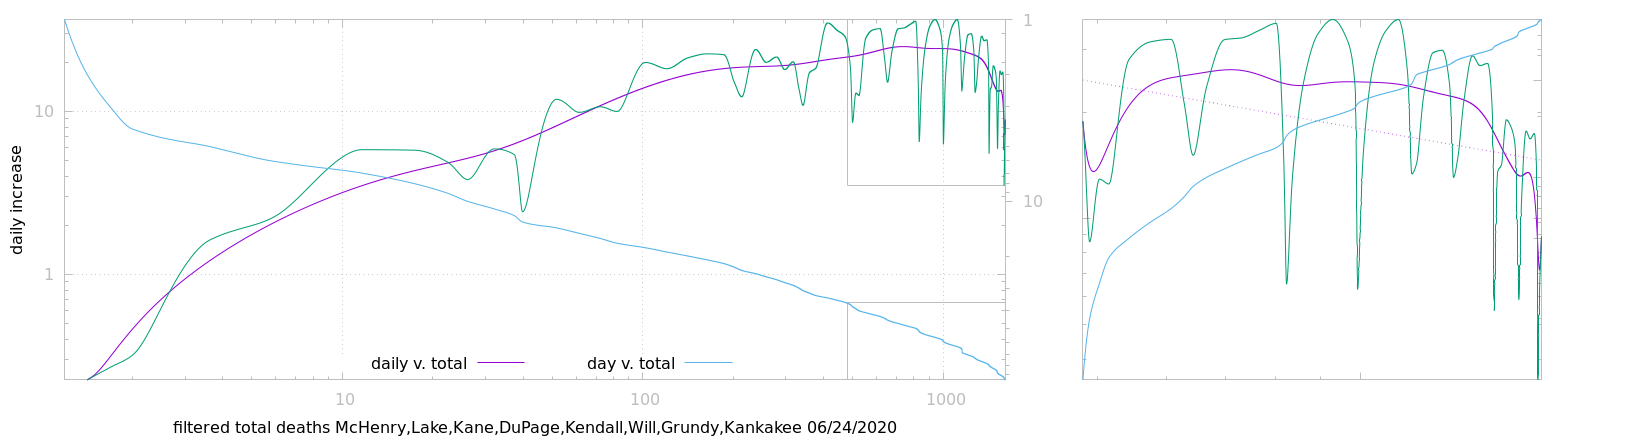 1
10
10
1
daily increase
daily v. total
day v. total
10
100
1000
filtered total deaths McHenry,Lake,Kane,DuPage,Kendall,Will,Grundy,Kankakee 06/24/2020